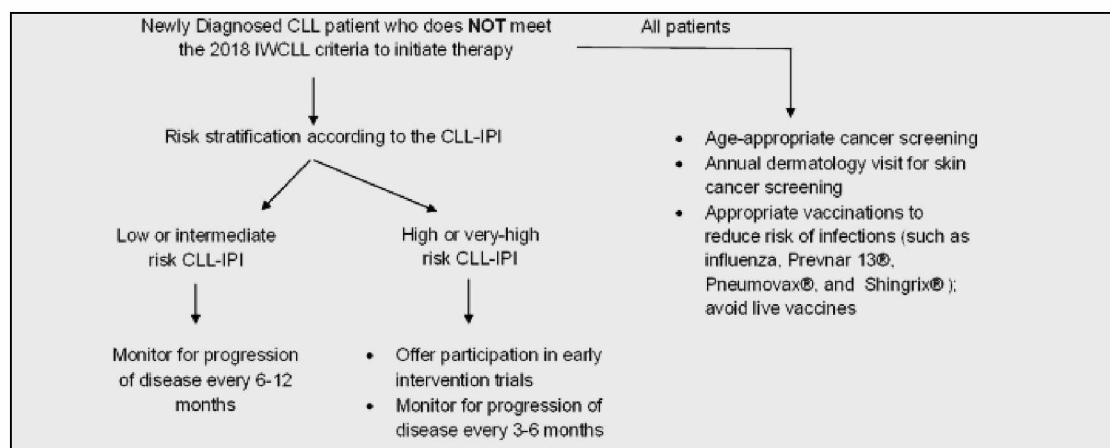 Newly Diagnosed CLL patient who does NOT meet
the 2018 IWCLL criteria to initiate therapy
All patients
Risk stratification according to the CLL-IPI
Low or intermediate
risk CLL-IPI
High or very-high
risk CLL-IPI
Monitor for progression
of disease every 6-12
months
• Offer participation in early
intervention trials
• Monitor for progression of
disease every 3-6 months
• Age-appropriate cancer screening
• Annual dermatology visit for skin
cancer screening
• Appropriate vaccinations to
reduce risk of infections (such as
influenza, Prevnar 13®,
Pneumovax®, and Shingrix® );
avoid live vaccines